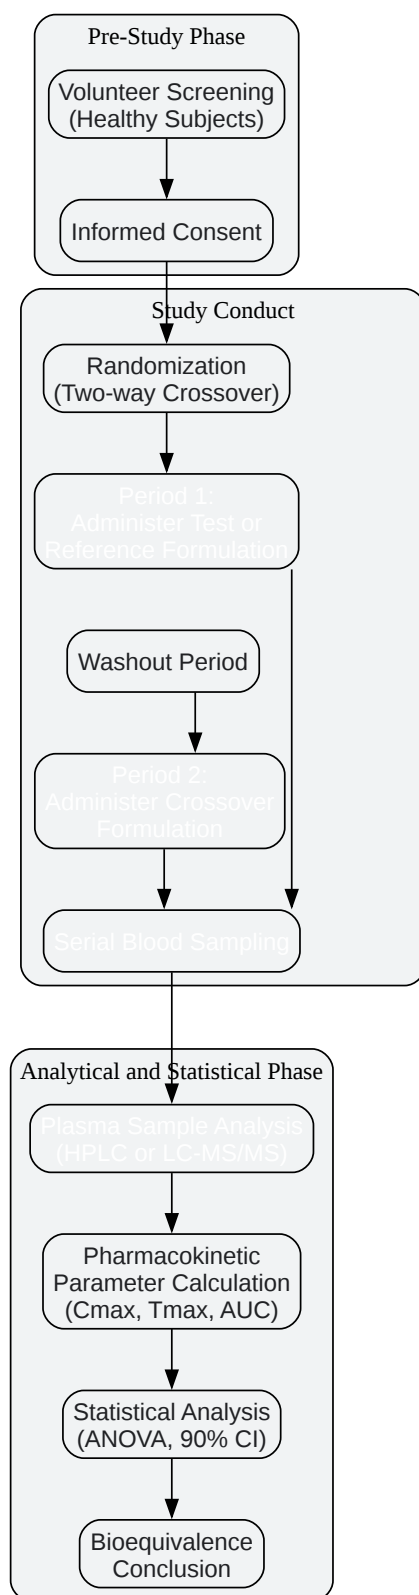 Pre-Study Phase
Volunteer Screening
(Healthy Subjects)
Informed Consent
Study Conduct
Randomization
(Two-way Crossover)
Period 1:
Administer Test or
Reference Formulation
Washout Period
Period 2:
Administer Crossover
Formulation
Serial Blood Sampling
Analytical and Statistical Phase
Plasma Sample Analysis
(HPLC or LC-MS/MS)
Pharmacokinetic
Parameter Calculation
(Cmax, Tmax, AUC)
Statistical Analysis
(ANOVA, 90% CI)
Bioequivalence
Conclusion